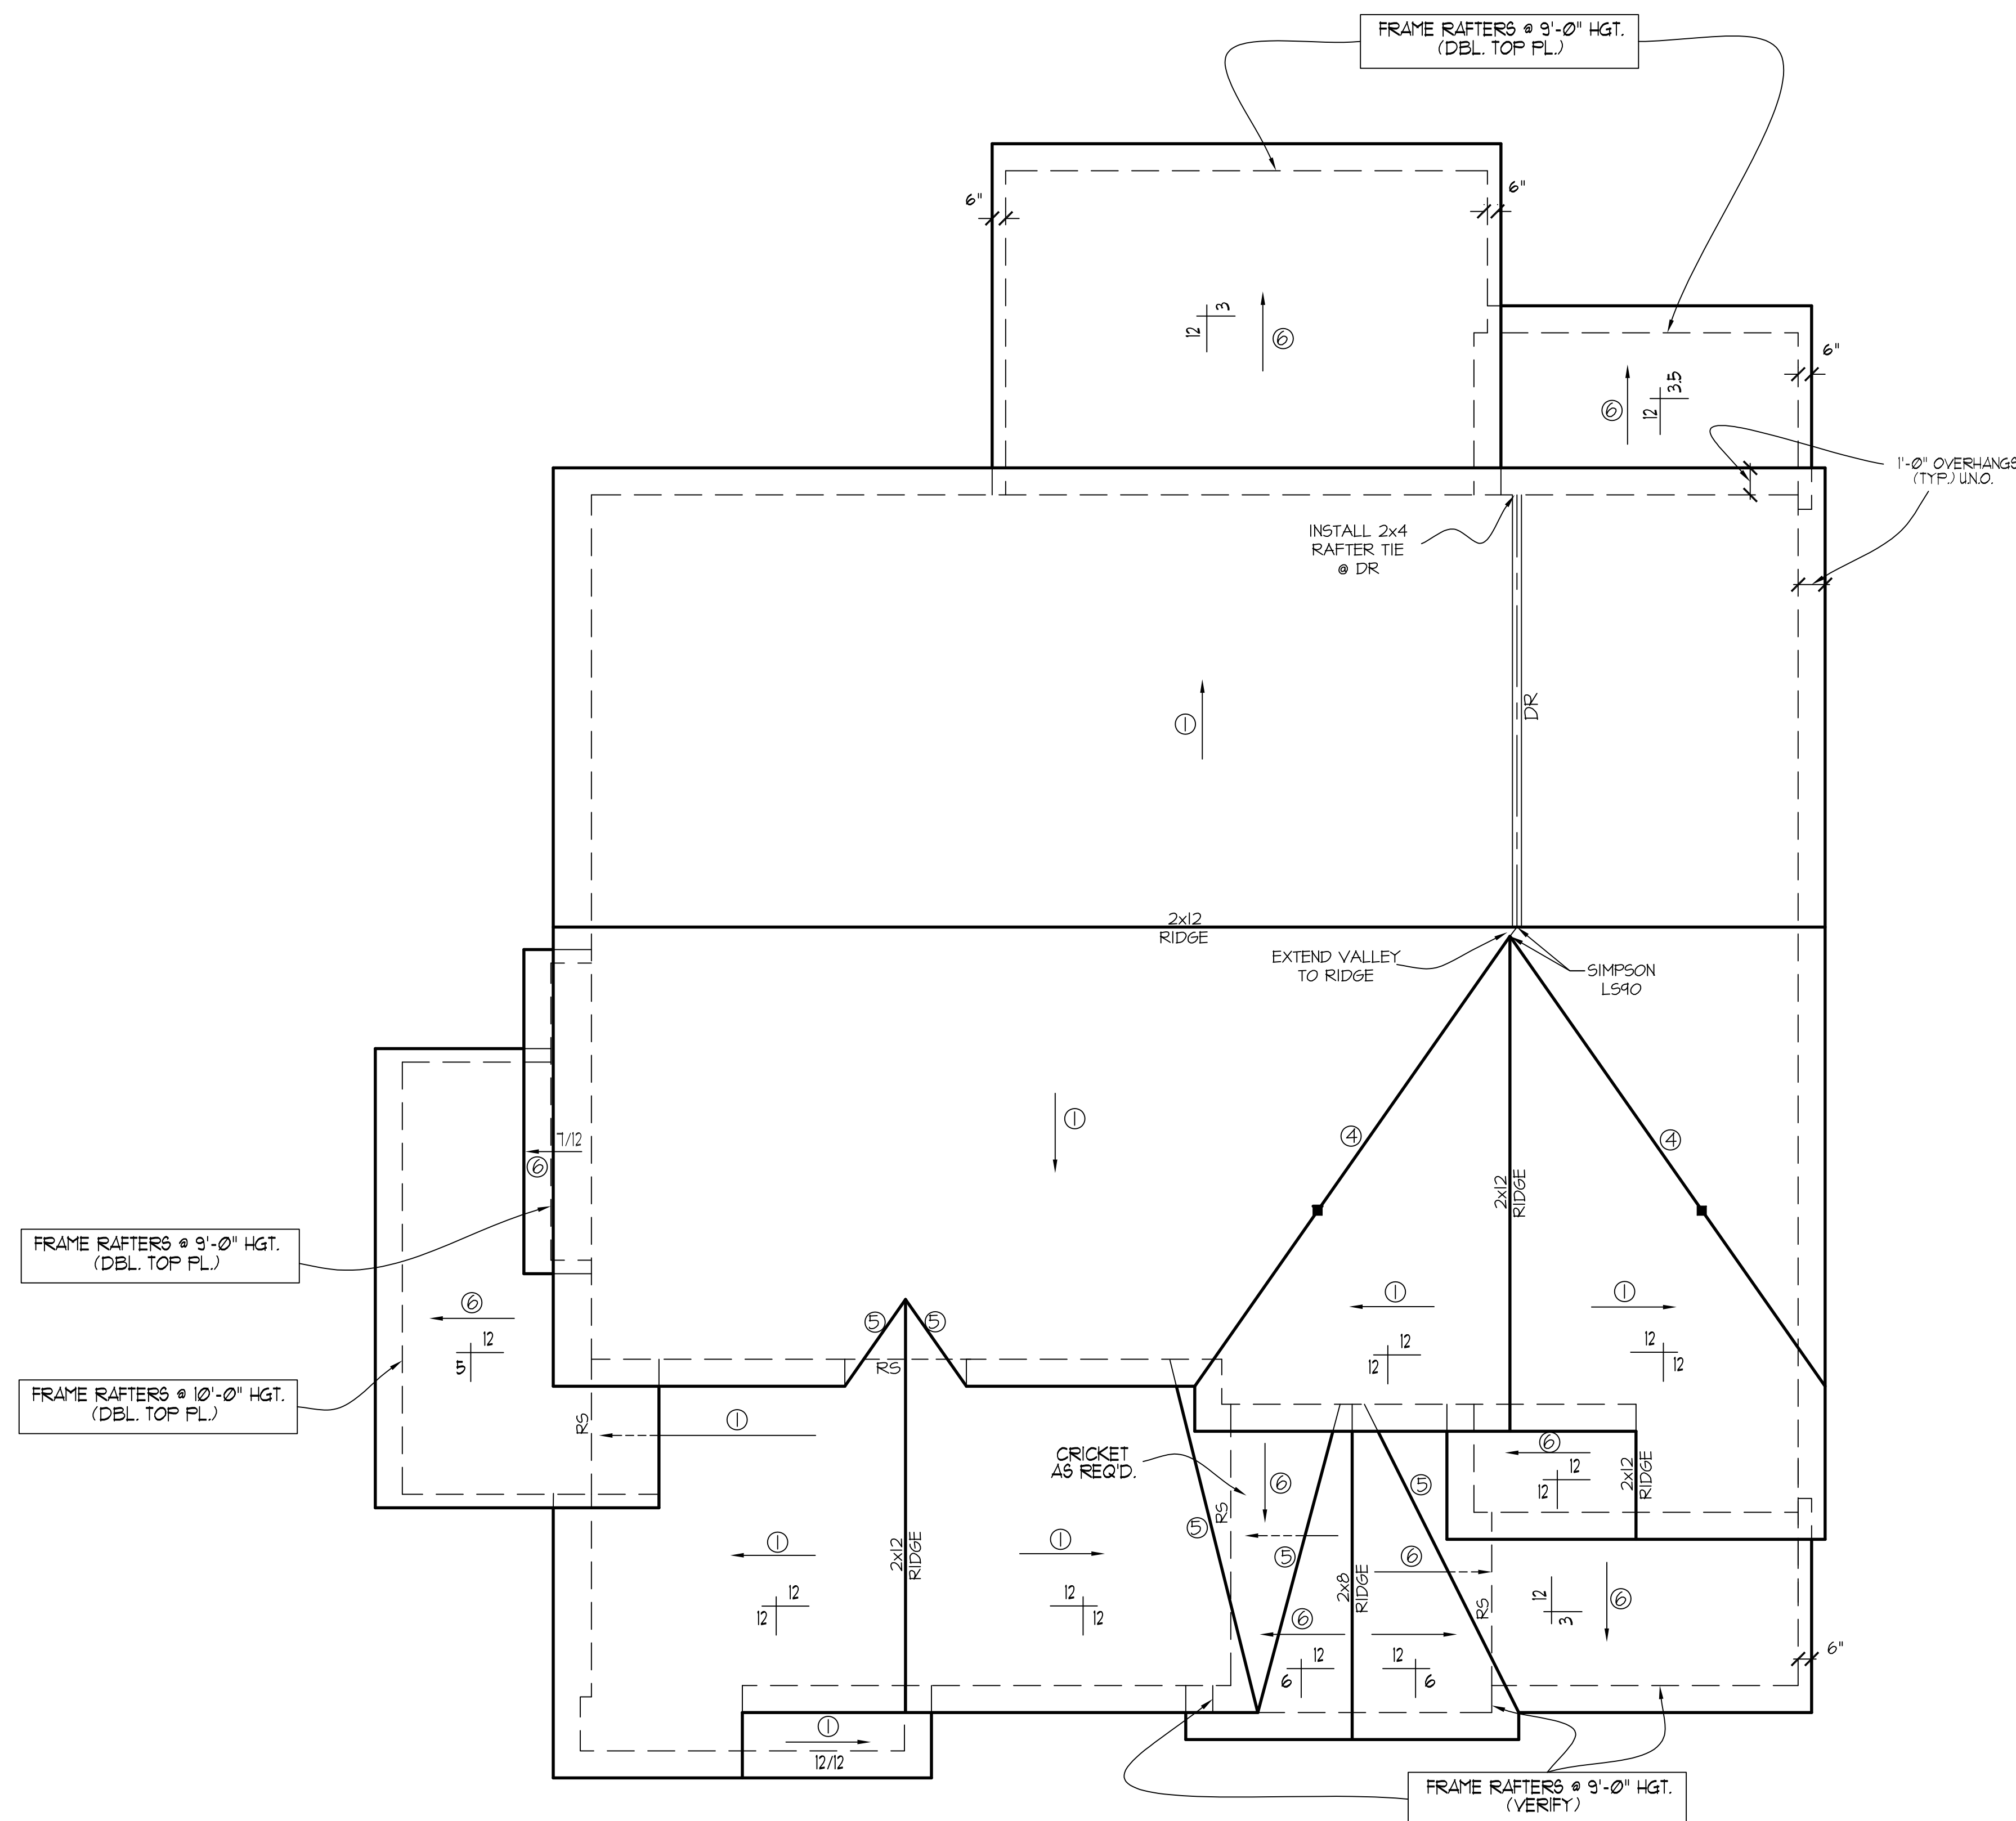 FRAME RAFTERS @ 9'-0" HGT.
(DBL. TOP PL.)
6"
6"
12
3
6
6"
6
12
3.5
1'-0" OVERHANGS
(TYP.) U.N.O.
INSTALL 2x4
RAFTER TIE
@ DR
1
DR
2x12
RIDGE
EXTEND VALLEY
TO RIDGE
SIMPSON
LS90
1
4
4
7/12
6
2x12
RIDGE
FRAME RAFTERS @ 9'-0" HGT.
(DBL. TOP PL.)
6
12
5
1
12
12
1
12
12
5
5
RS
FRAME RAFTERS @ 10'-0" HGT.
(DBL. TOP PL.)
RS
1
CRICKET
AS REQ'D.
6
5
6
12
12
2x12
RIDGE
RS
5
1
12
12
2x12
RIDGE
1
12
12
5
6
2x8
RIDGE
6
12
6
12
6
RS
12
3
6
6"
1
12/12
FRAME RAFTERS @ 9'-0" HGT.
(VERIFY)